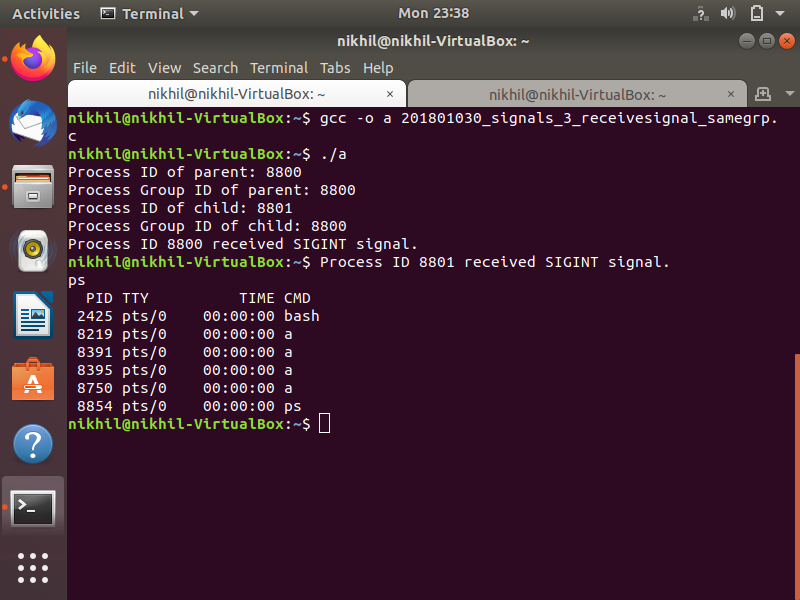 Activities Terminal Mon 23:38
nikhil@nikhil-VirtualBox: ~
File Edit View Search Terminal Tabs Help
nikhil@nikhil-VirtualBox: ~ × nikhil@nikhil-VirtualBox: ~ ×
nikhil@nikhil-VirtualBox:~$ gcc -o a 201801030_signals_3_receivesignal_samegrp.
c
nikhil@nikhil-VirtualBox:~$ ./a
Process ID of parent: 8800
Process Group ID of parent: 8800
Process ID of child: 8801
Process Group ID of child: 8800
Process ID 8800 received SIGINT signal.
nikhil@nikhil-VirtualBox:~$ Process ID 8801 received SIGINT signal.
ps
  PID TTY          TIME CMD
 2425 pts/0    00:00:00 bash
 8219 pts/0    00:00:00 a
 8391 pts/0    00:00:00 a
 8395 pts/0    00:00:00 a
 8750 pts/0    00:00:00 a
 8854 pts/0    00:00:00 ps
nikhil@nikhil-VirtualBox:~$